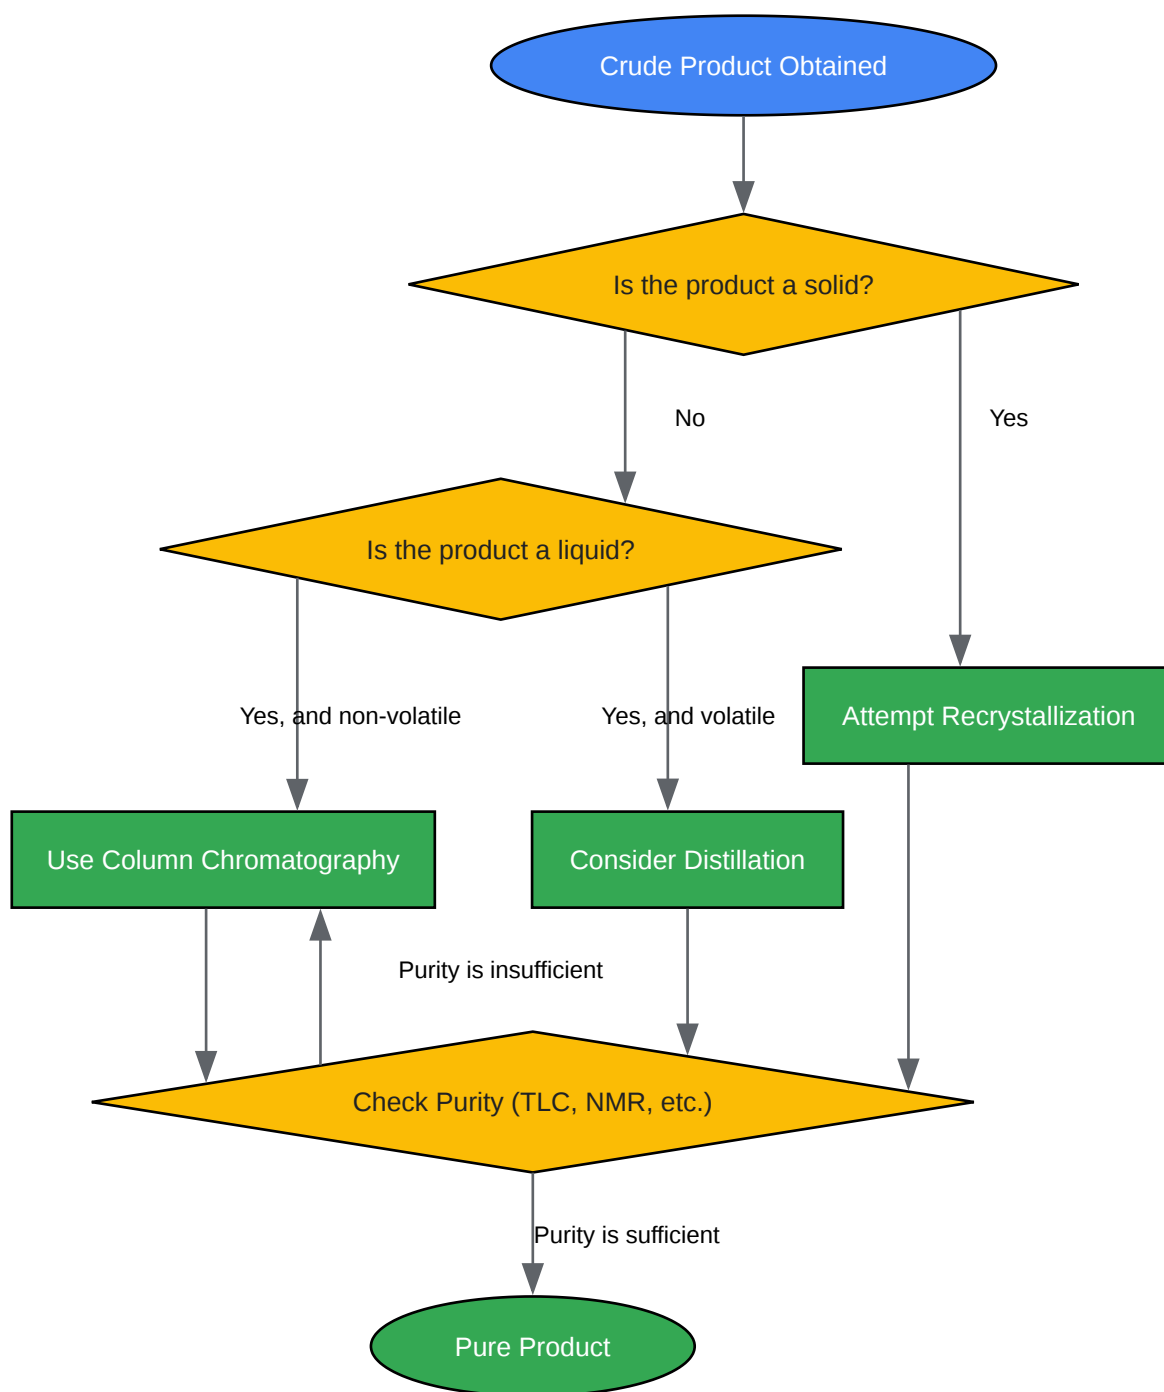 Crude Product Obtained
Is the product a solid?
No
Yes
Is the product a liquid?
Yes, and non-volatile
Yes, and volatile
Attempt Recrystallization
Use Column Chromatography
Consider Distillation
Purity is insufficient
Check Purity (TLC, NMR, etc.)
Purity is sufficient
Pure Product